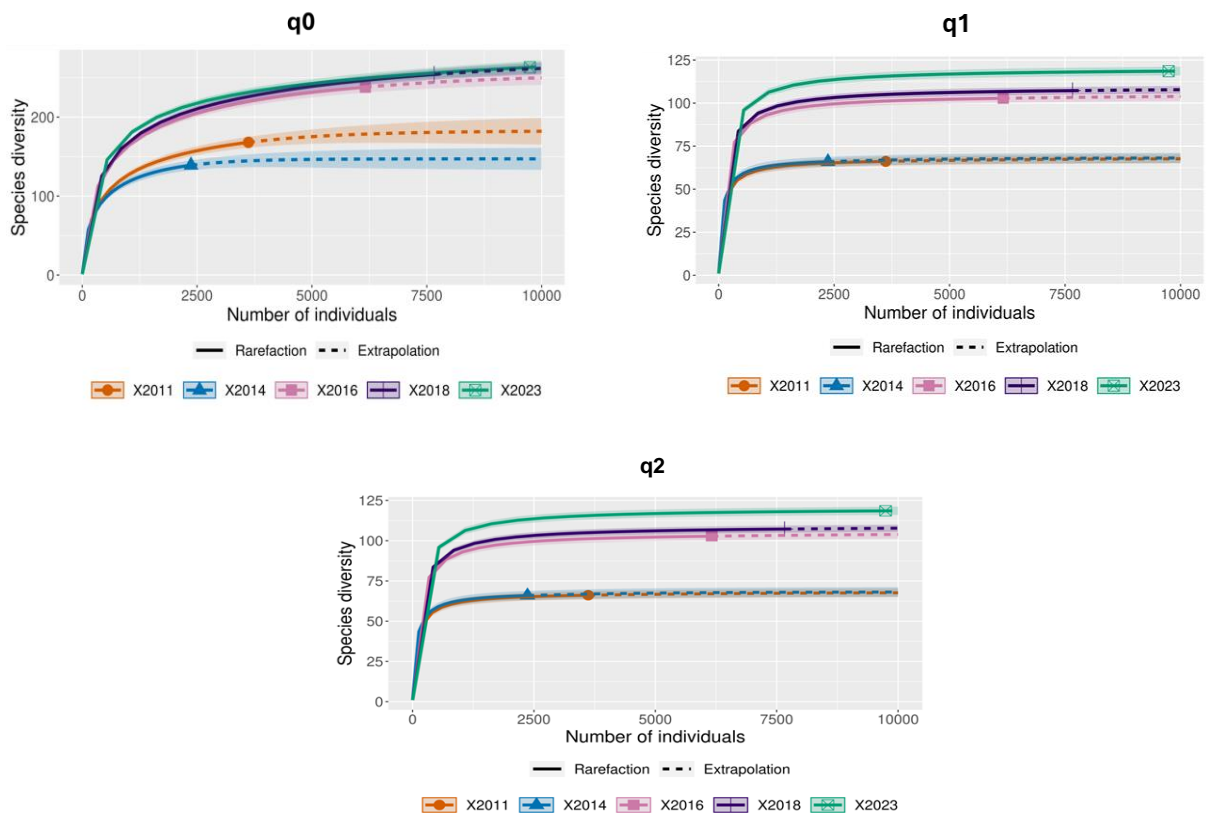 q0
q1
Species diversity
200
100
0
0 2500 5000 7500 10000
Number of individuals
Rarefaction Extrapolation
X2011 X2014 X2016 X2018 X2023
Species diversity
125
100
75
50
25
0
0 2500 5000 7500 10000
Number of individuals
Rarefaction Extrapolation
X2011 X2014 X2016 X2018 X2023
q2
Species diversity
125
100
75
50
25
0
0 2500 5000 7500 10000
Number of individuals
Rarefaction Extrapolation
X2011 X2014 X2016 X2018 X2023